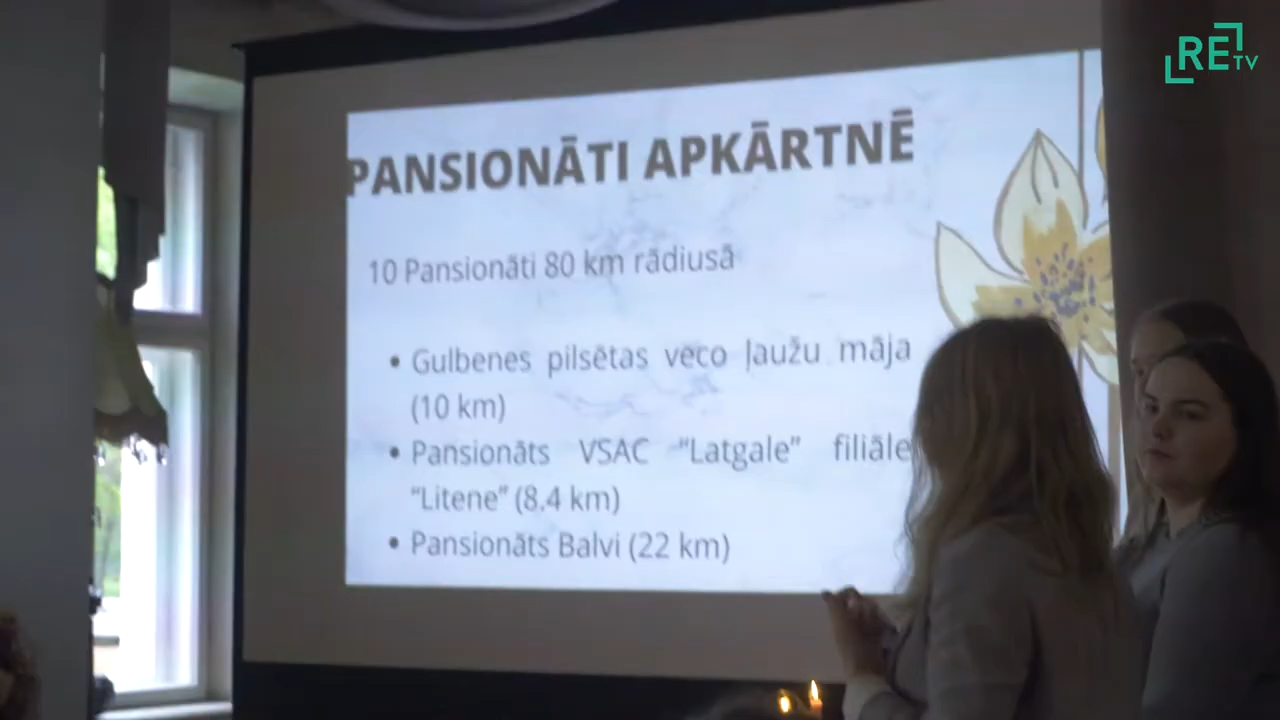 RE TV
PANSIONĀTI APKĀRTNĒ
10 Pansionāti 80 km rādiusā
• Gulbenes pilsētas veco ļaužu māja
(10 km)
• Pansionāts VSAC “Latgale” filiāle
“Litene” (8.4 km)
• Pansionāts Balvi (22 km)